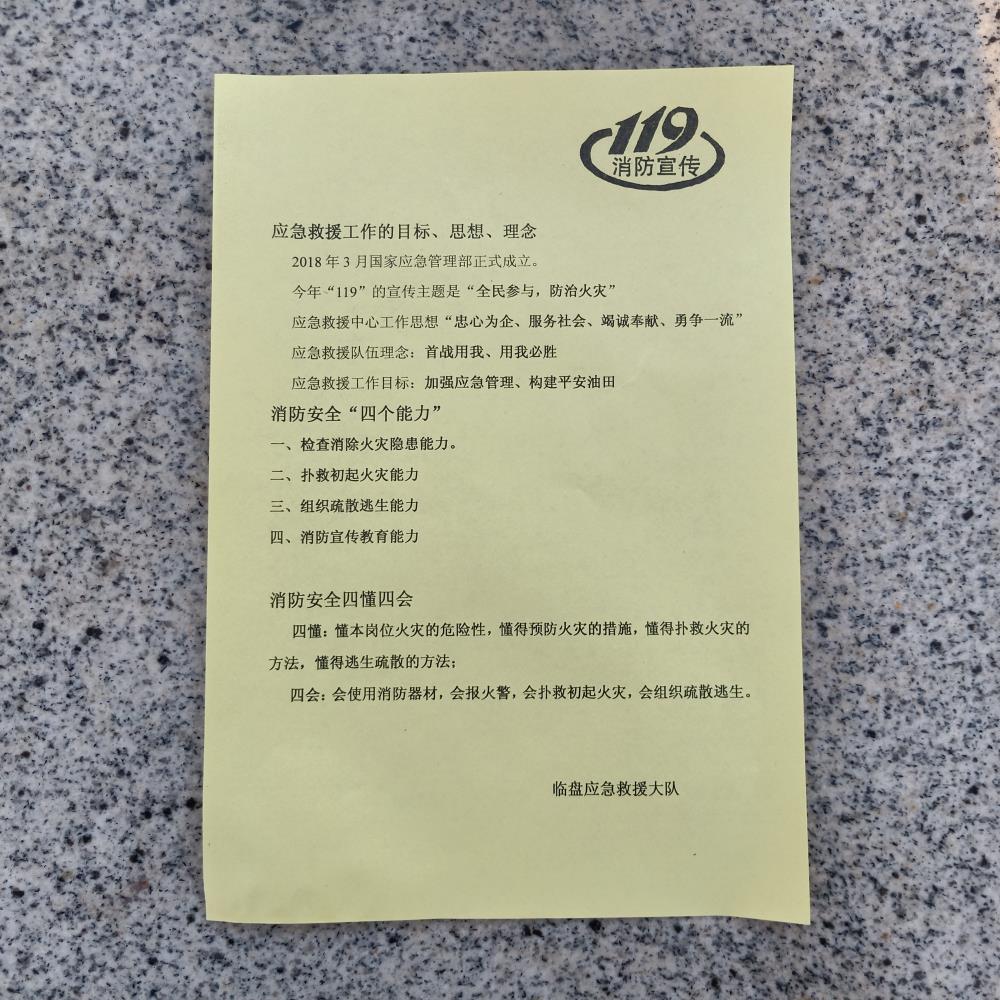 119
消防宣传
应急救援工作的目标、思想、理念
2018年3月国家应急管理部正式成立。
今年“119”的宣传主题是“全民参与，防治火灾”
应急救援中心工作思想“忠心为企、服务社会、竭诚奉献、勇争一流”
应急救援队伍理念：首战用我、用我必胜
应急救援工作目标：加强应急管理、构建平安油田
消防安全“四个能力”
一、检查消除火灾隐患能力。
二、扑救初起火灾能力
三、组织疏散逃生能力
四、消防宣传教育能力
消防安全四懂四会
四懂：懂本岗位火灾的危险性，懂得预防火灾的措施，懂得扑救火灾的
方法，懂得逃生疏散的方法；
四会：会使用消防器材，会报火警，会扑救初起火灾，会组织疏散逃生。
临盘应急救援大队